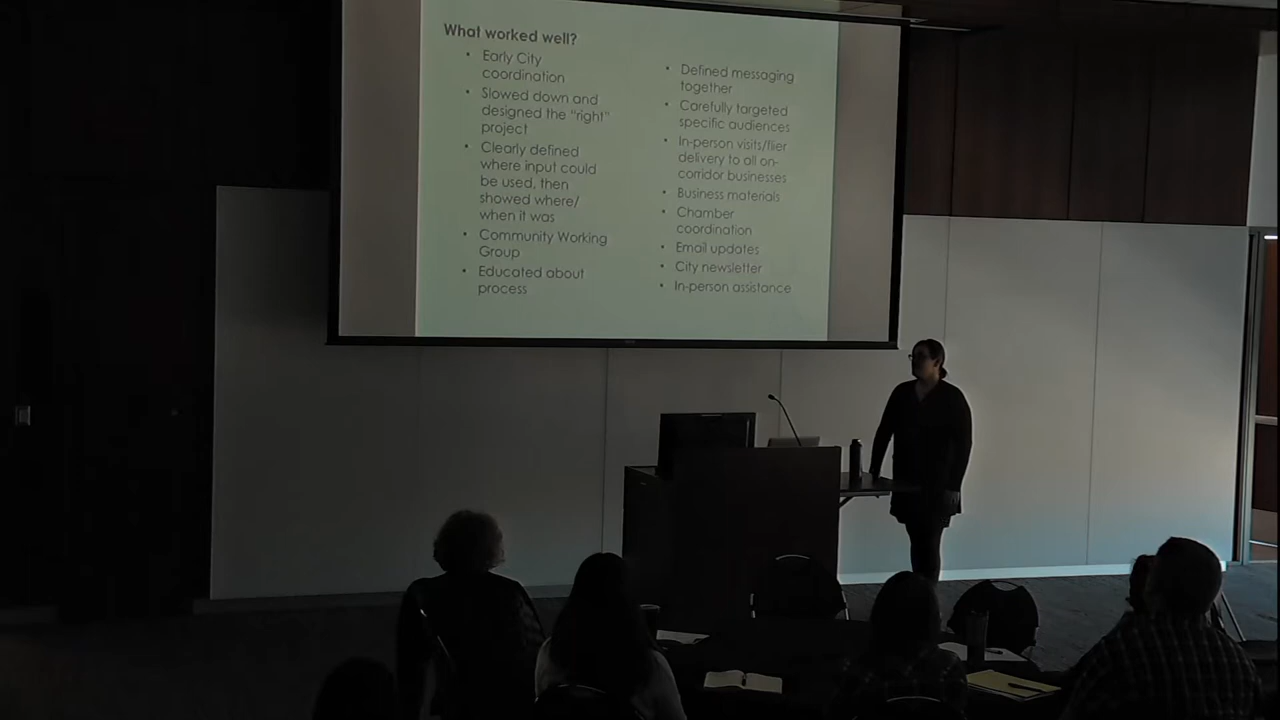 What worked well?
• Early City
coordination
• Slowed down and
designed the "right"
project
• Clearly defined
where input could
be used, then
showed where/
when it was
• Community Working
Group
• Educated about
process
• Defined messaging
together
• Carefully targeted
specific audiences
• In-person visits/flier
delivery to all on-
corridor businesses
• Business materials
• Chamber
coordination
• Email updates
• City newsletter
• In-person assistance